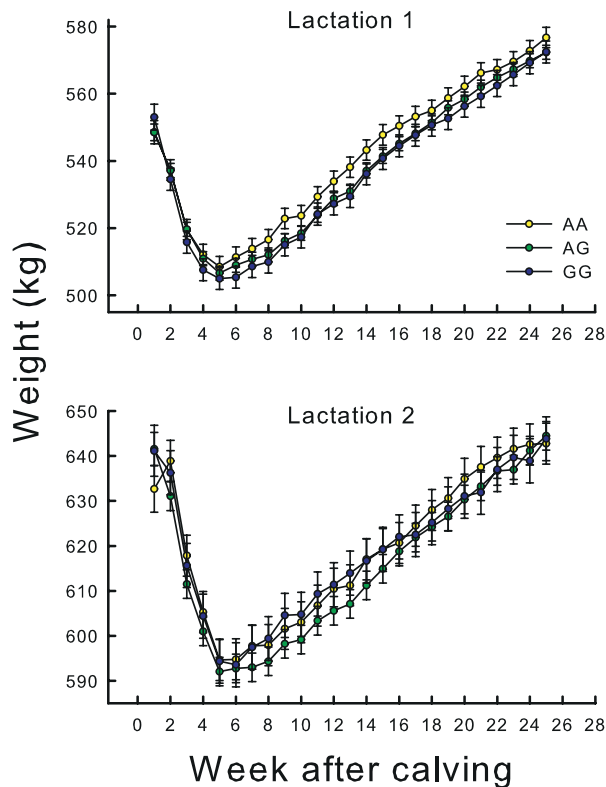 Lactation 1
580
560
540
520
500
AA
AG
GG
0 2 4 6 8 10 12 14 16 18 20 22 24 26 28
Weight (kg)
Lactation 2
650
640
630
620
610
600
590
0 2 4 6 8 10 12 14 16 18 20 22 24 26 28
Week after calving